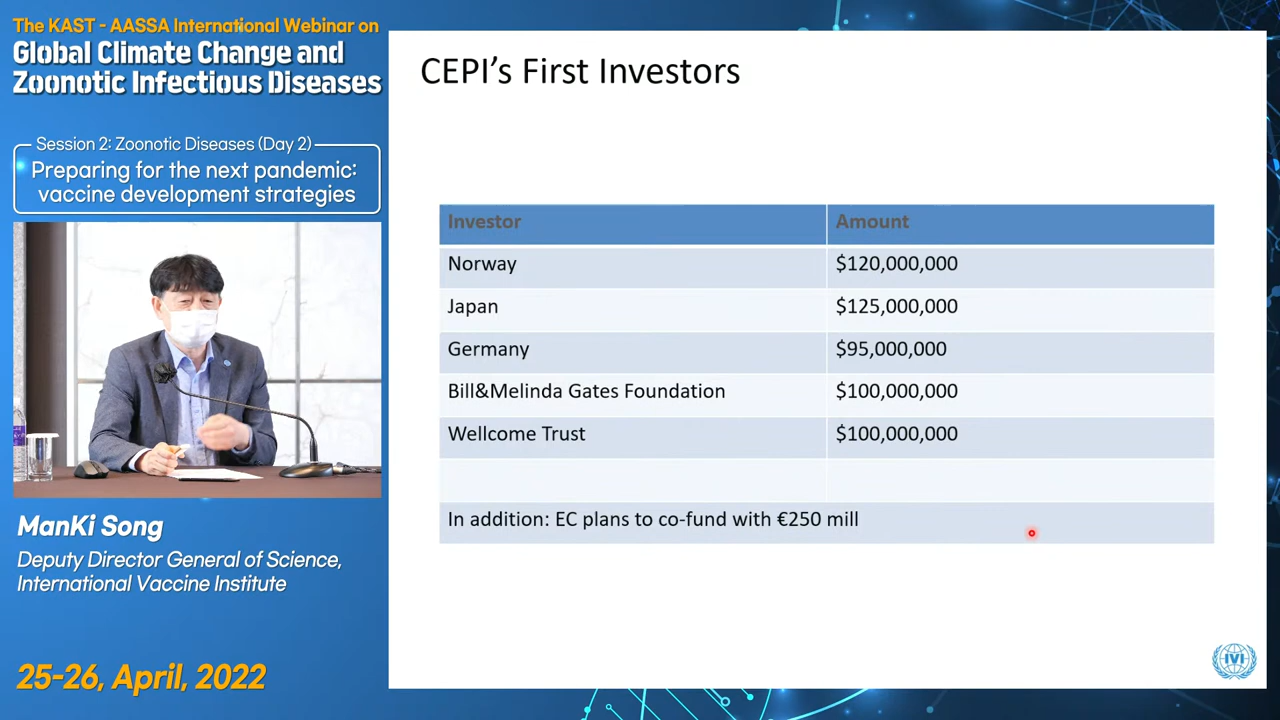 The KAST - AASSA International Webinar on
Global Climate Change and
Zoonotic Infectious Diseases
Session 2: Zoonotic Diseases (Day 2)
Preparing for the next pandemic:
vaccine development strategies
ManKi Song
Deputy Director General of Science,
International Vaccine Institute
25-26, April, 2022
CEPI's First Investors
Investor Amount
Norway $120,000,000
Japan $125,000,000
Germany $95,000,000
Bill&Melinda Gates Foundation $100,000,000
Wellcome Trust $100,000,000
In addition: EC plans to co-fund with €250 mill
IVI